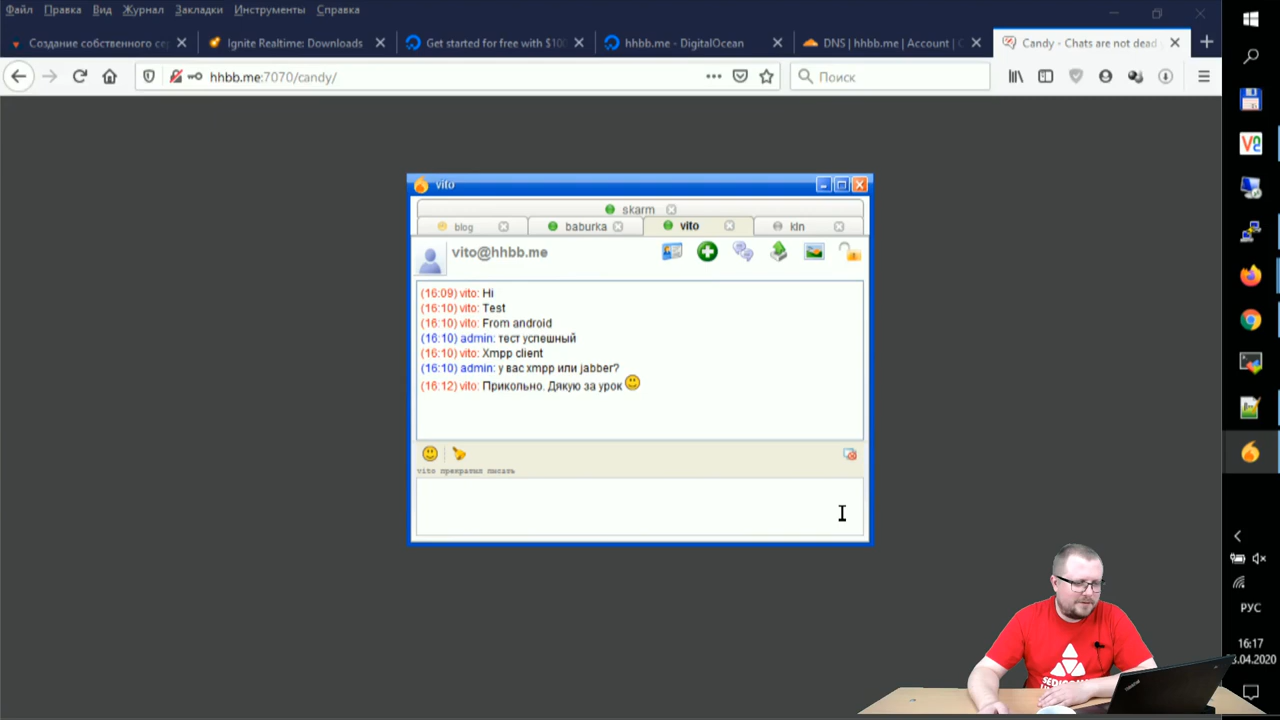 Файл Правка Вид Журнал Закладки Инструменты Справка
Создание собственного се
Ignite Realtime: Downloads
Get started for free with $100
hhbb.me - DigitalOcean
DNS | hhbb.me | Account |
Candy - Chats are not dead
hhbb.me:7070/candy/
Поиск
vito
skarm
blog baburka vito kln
vito@hhbb.me
(16:09) vito: Hi
(16:10) vito: Test
(16:10) vito: From android
(16:10) admin: тест успешный
(16:10) vito: Xmpp client
(16:10) admin: у вас xmpp или jabber?
(16:12) vito: Прикольно. Дякую за урок
vito прекратил писать
РУС
16:17
3.04.2020